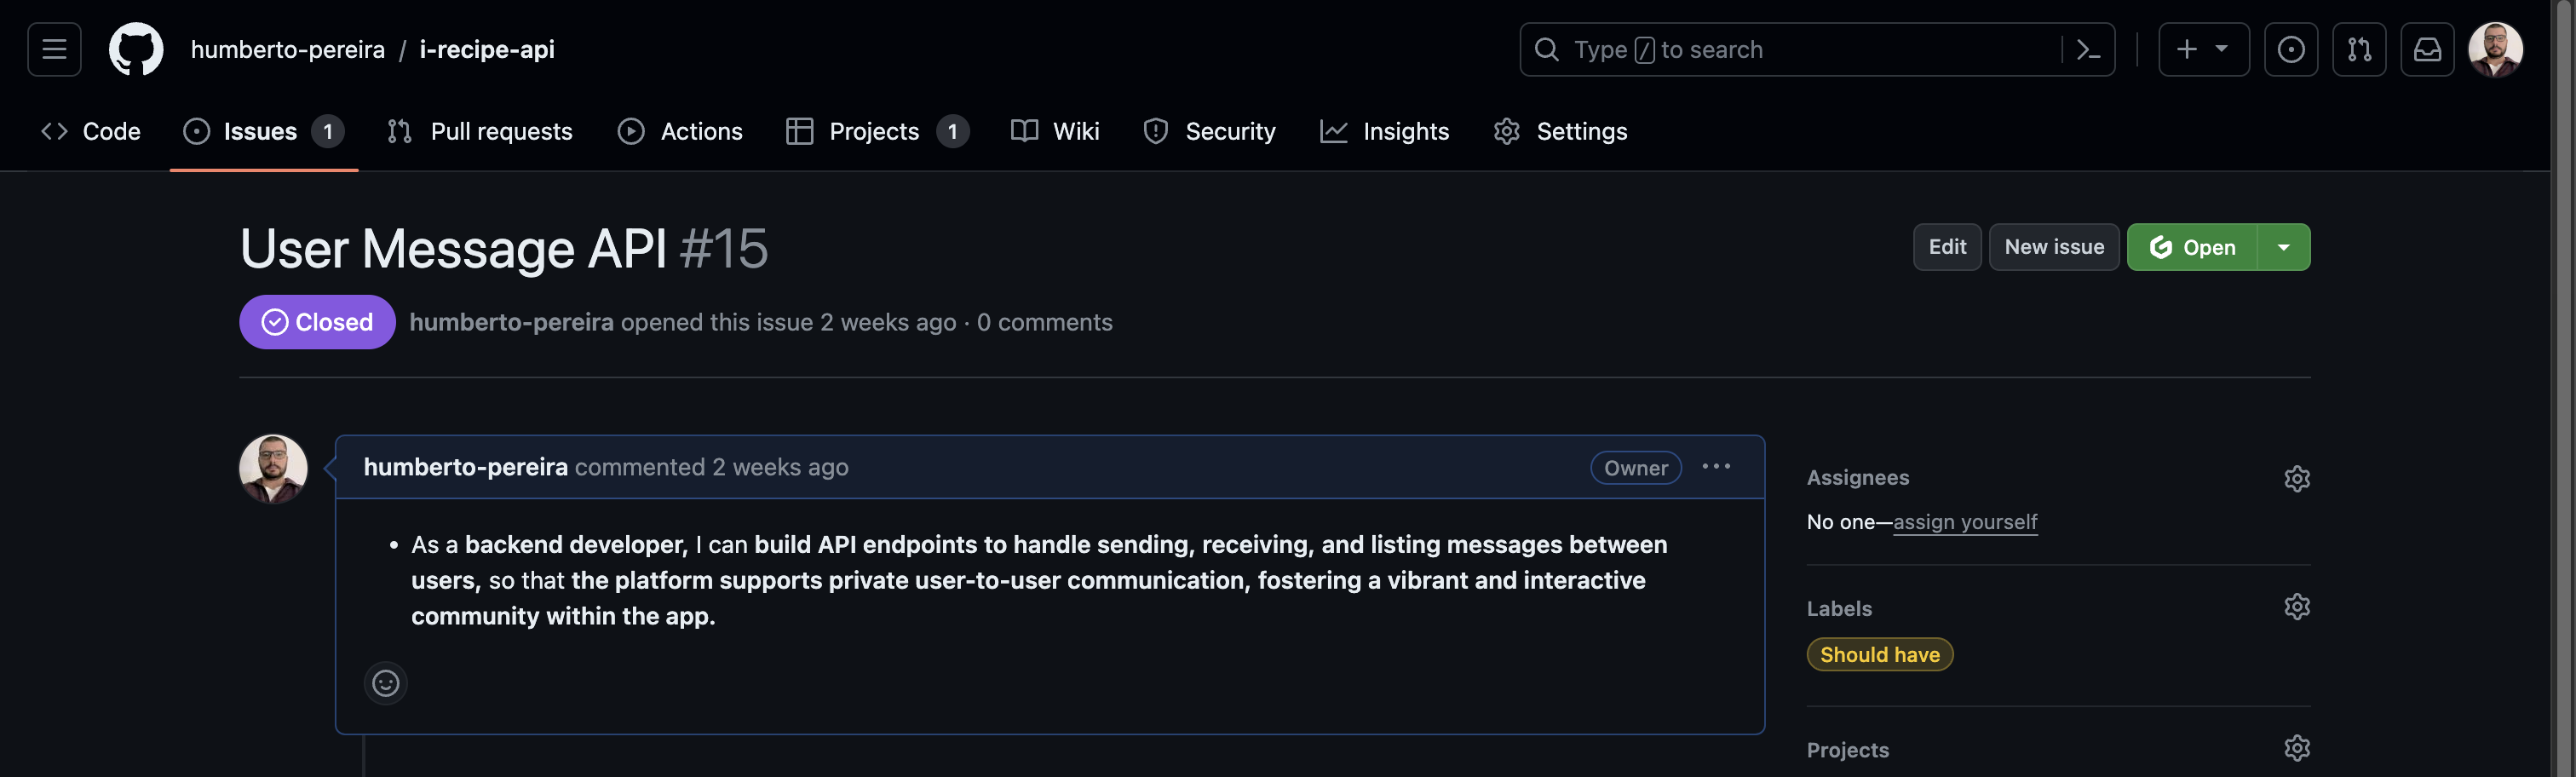 humberto-pereira / i-recipe-api
Type / to search
Code
Issues 1
Pull requests
Actions
Projects 1
Wiki
Security
Insights
Settings
User Message API #15
Edit
New issue
Open
Closed
humberto-pereira opened this issue 2 weeks ago · 0 comments
humberto-pereira commented 2 weeks ago
Owner
• As a backend developer, I can build API endpoints to handle sending, receiving, and listing messages between
users, so that the platform supports private user-to-user communication, fostering a vibrant and interactive
community within the app.
Assignees
No one—assign yourself
Labels
Should have
Projects